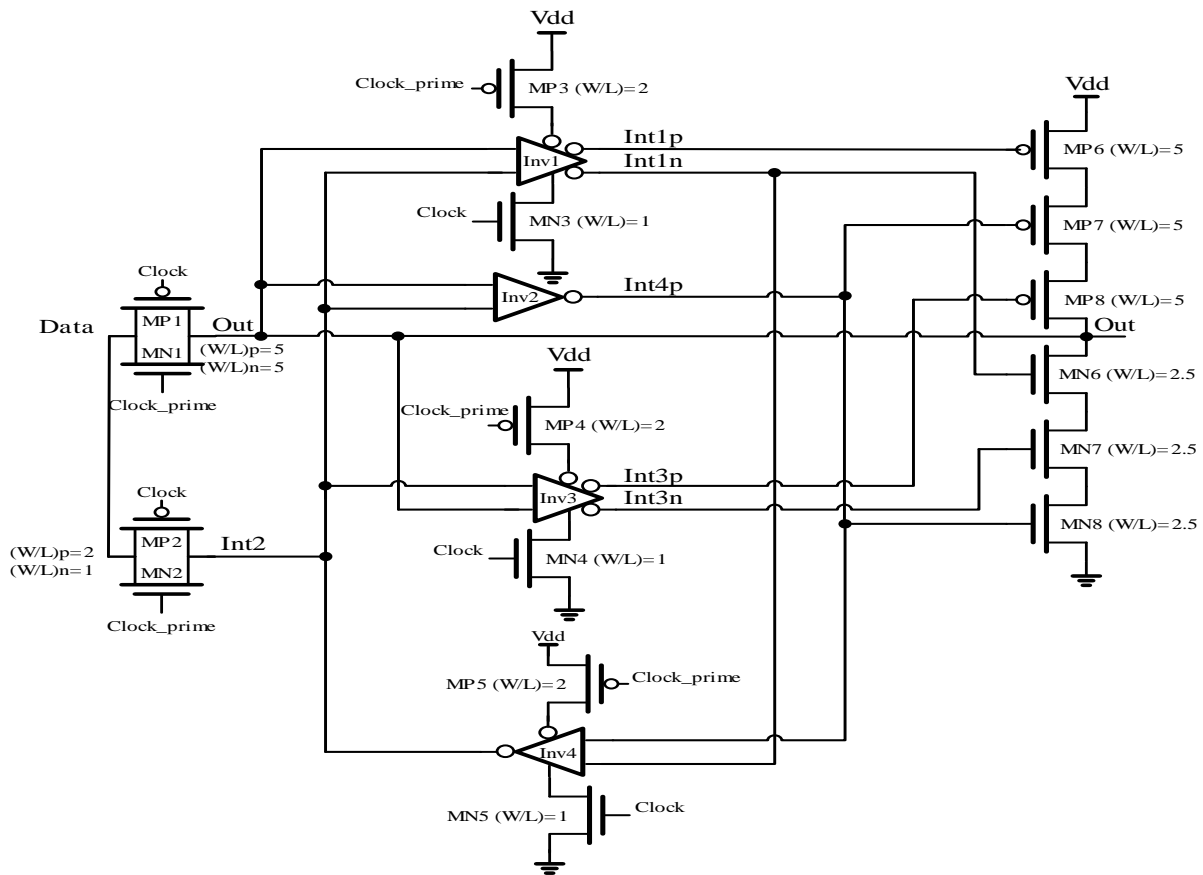 Vdd
Clock_prime
MP3 (W/L)=2
Vdd
Int1p
Inv1
Int1n
MP6 (W/L)=5
Clock
MN3 (W/L)=1
MP7 (W/L)=5
Clock
Inv2
Int4p
MP8 (W/L)=5
Data
MP1
Out
Out
MN1
(W/L)p=5
(W/L)n=5
Vdd
MN6 (W/L)=2.5
Clock_prime
Clock_prime
MP4 (W/L)=2
MN7 (W/L)=2.5
Int3p
Inv3
Int3n
Clock
MN8 (W/L)=2.5
(W/L)p=2
(W/L)n=1
MP2
MN2
Int2
Clock
MN4 (W/L)=1
Clock_prime
Vdd
MP5 (W/L)=2
Clock_prime
Inv4
MN5 (W/L)=1
Clock